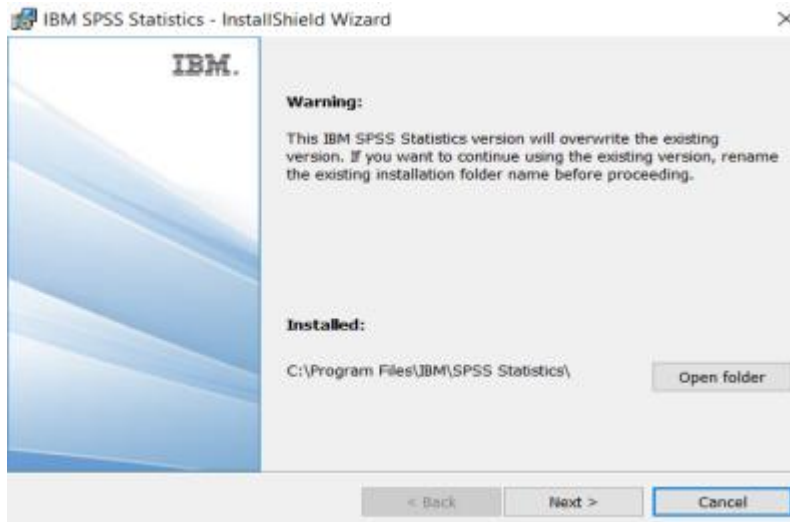 IBM SPSS Statistics - InstallShield Wizard
IBM.
Warning:
This IBM SPSS Statistics version will overwrite the existing
version. If you want to continue using the existing version, rename
the existing installation folder name before proceeding.
Installed:
C:\Program Files\IBM\SPSS Statistics\
Open folder
< Back
Next >
Cancel